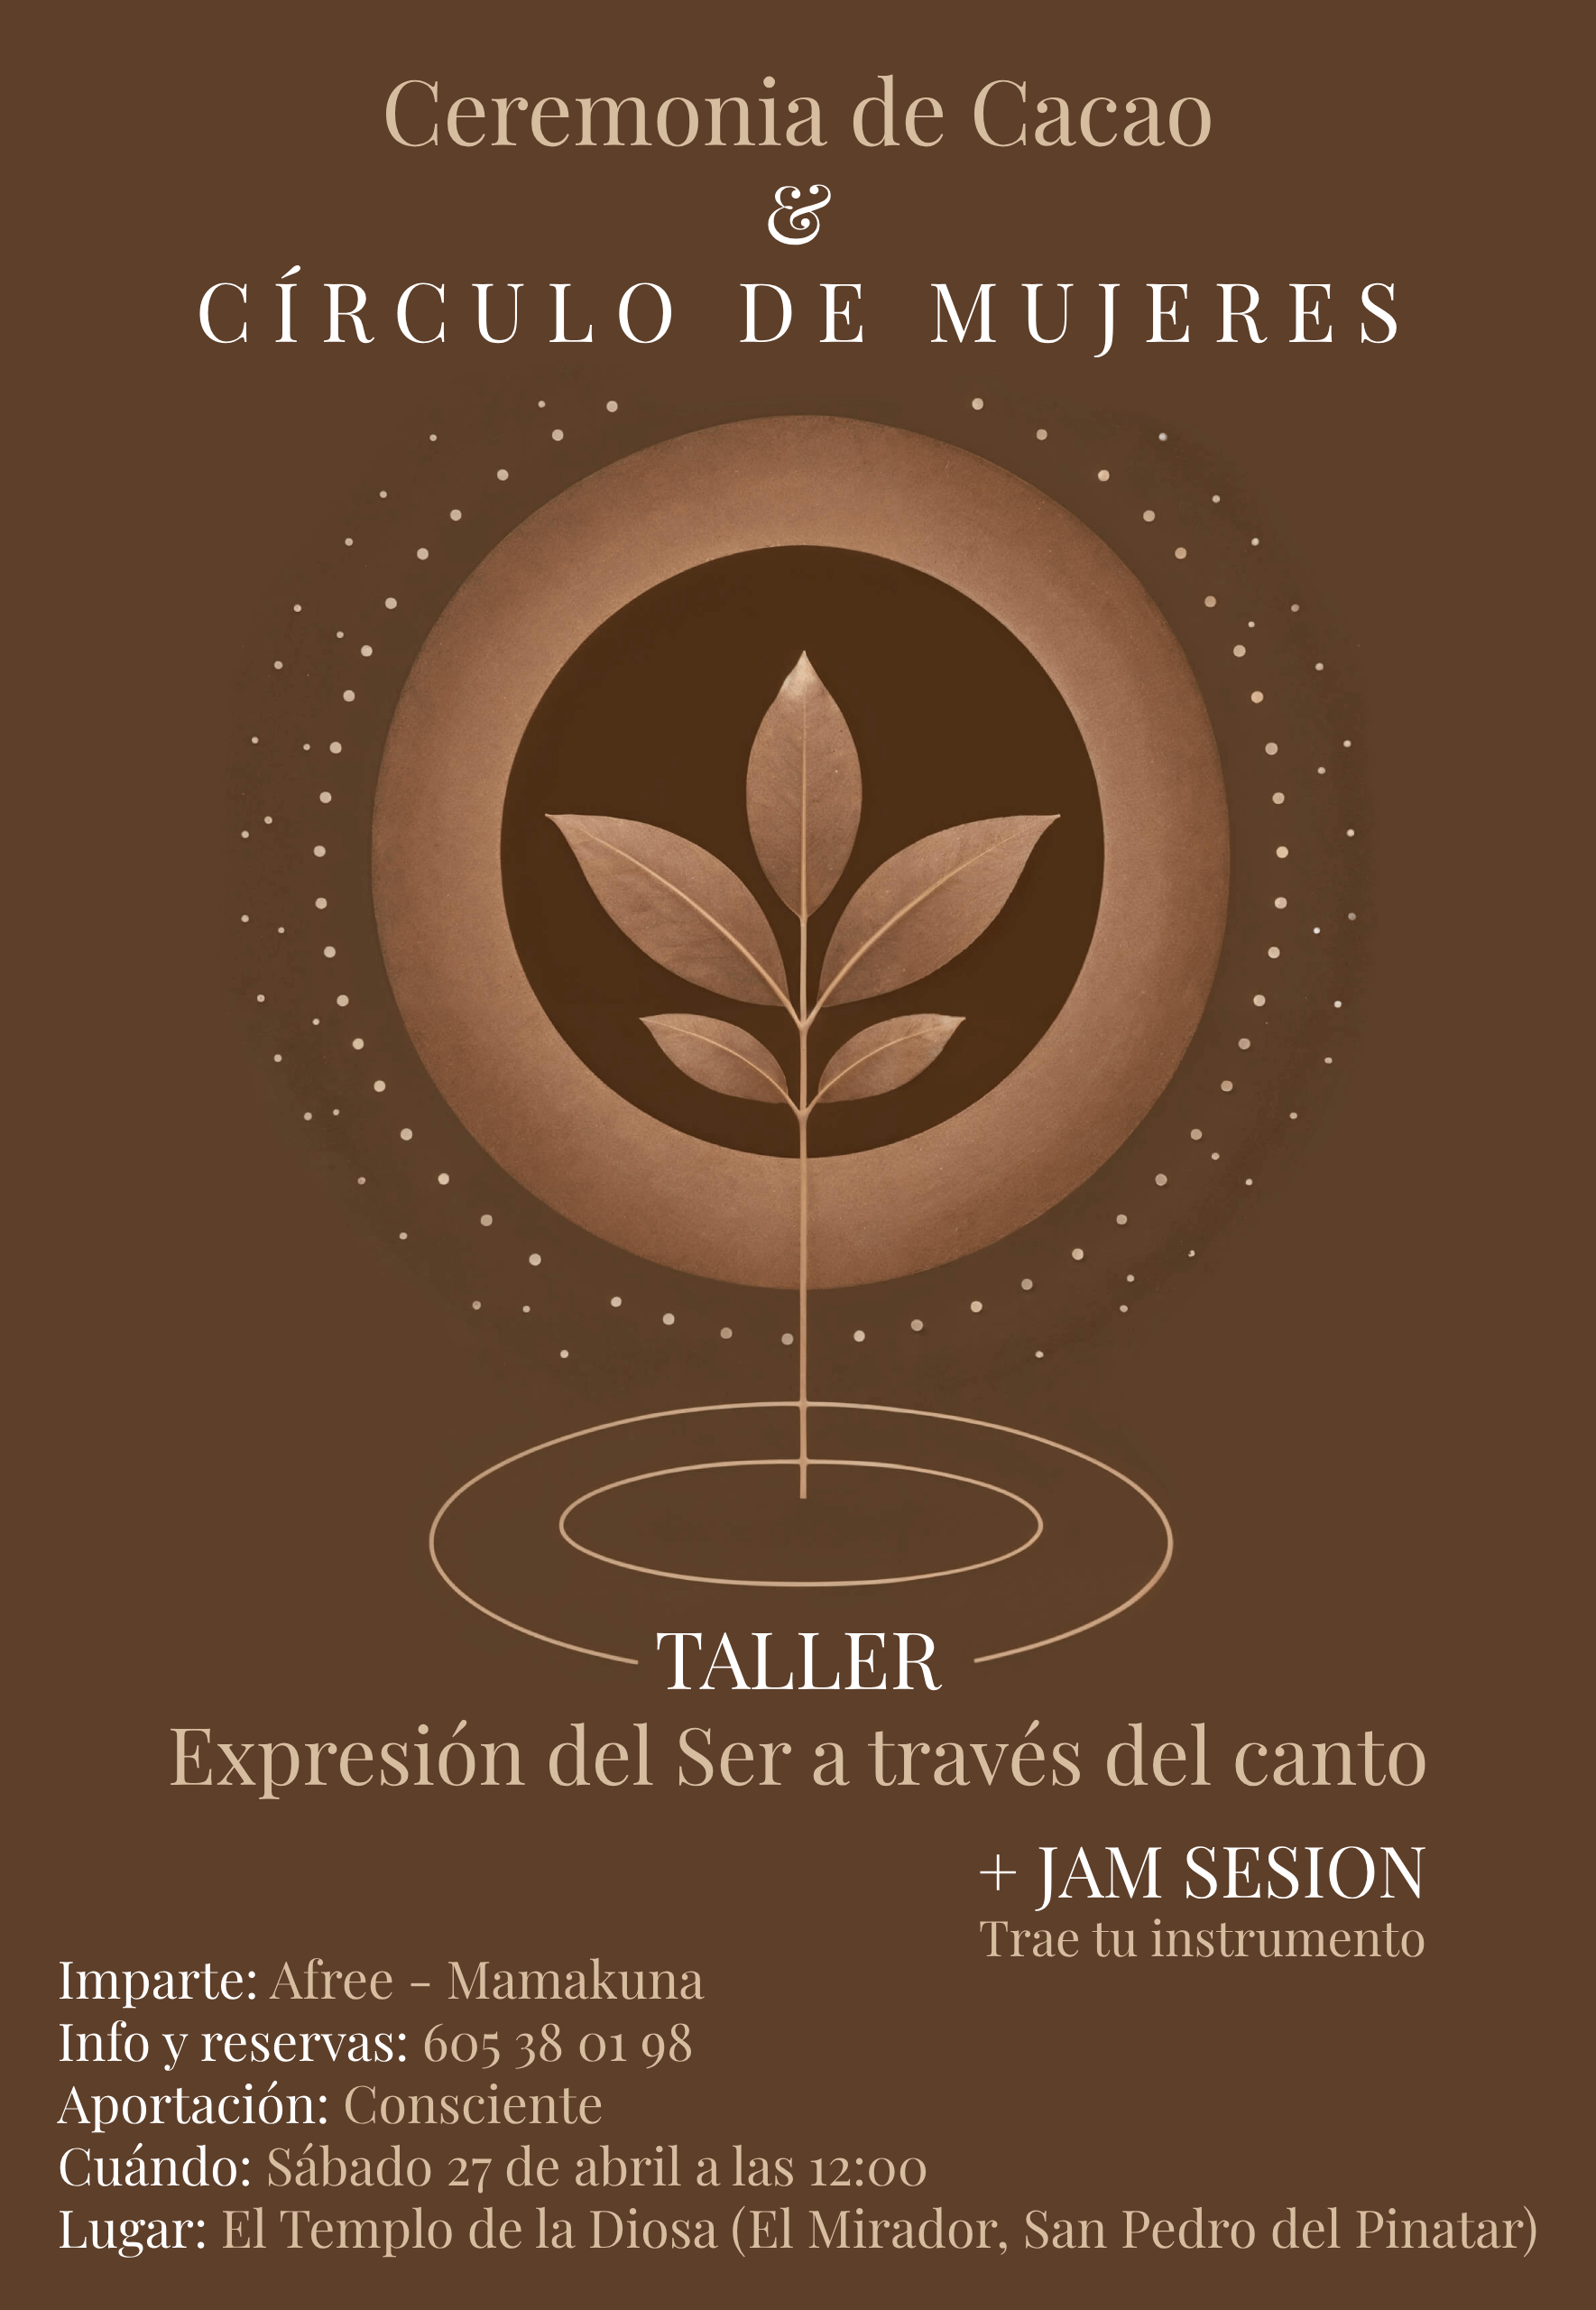 Ceremonia de Cacao
&
CÍRCULO DE MUJERES
TALLER
Expresión del Ser a través del canto
+ JAM SESION
Trae tu instrumento
Imparte: Afree - Mamakuna
Info y reservas: 605 38 01 98
Aportación: Consciente
Cuándo: Sábado 27 de abril a las 12:00
Lugar: El Templo de la Diosa (El Mirador, San Pedro del Pinatar)